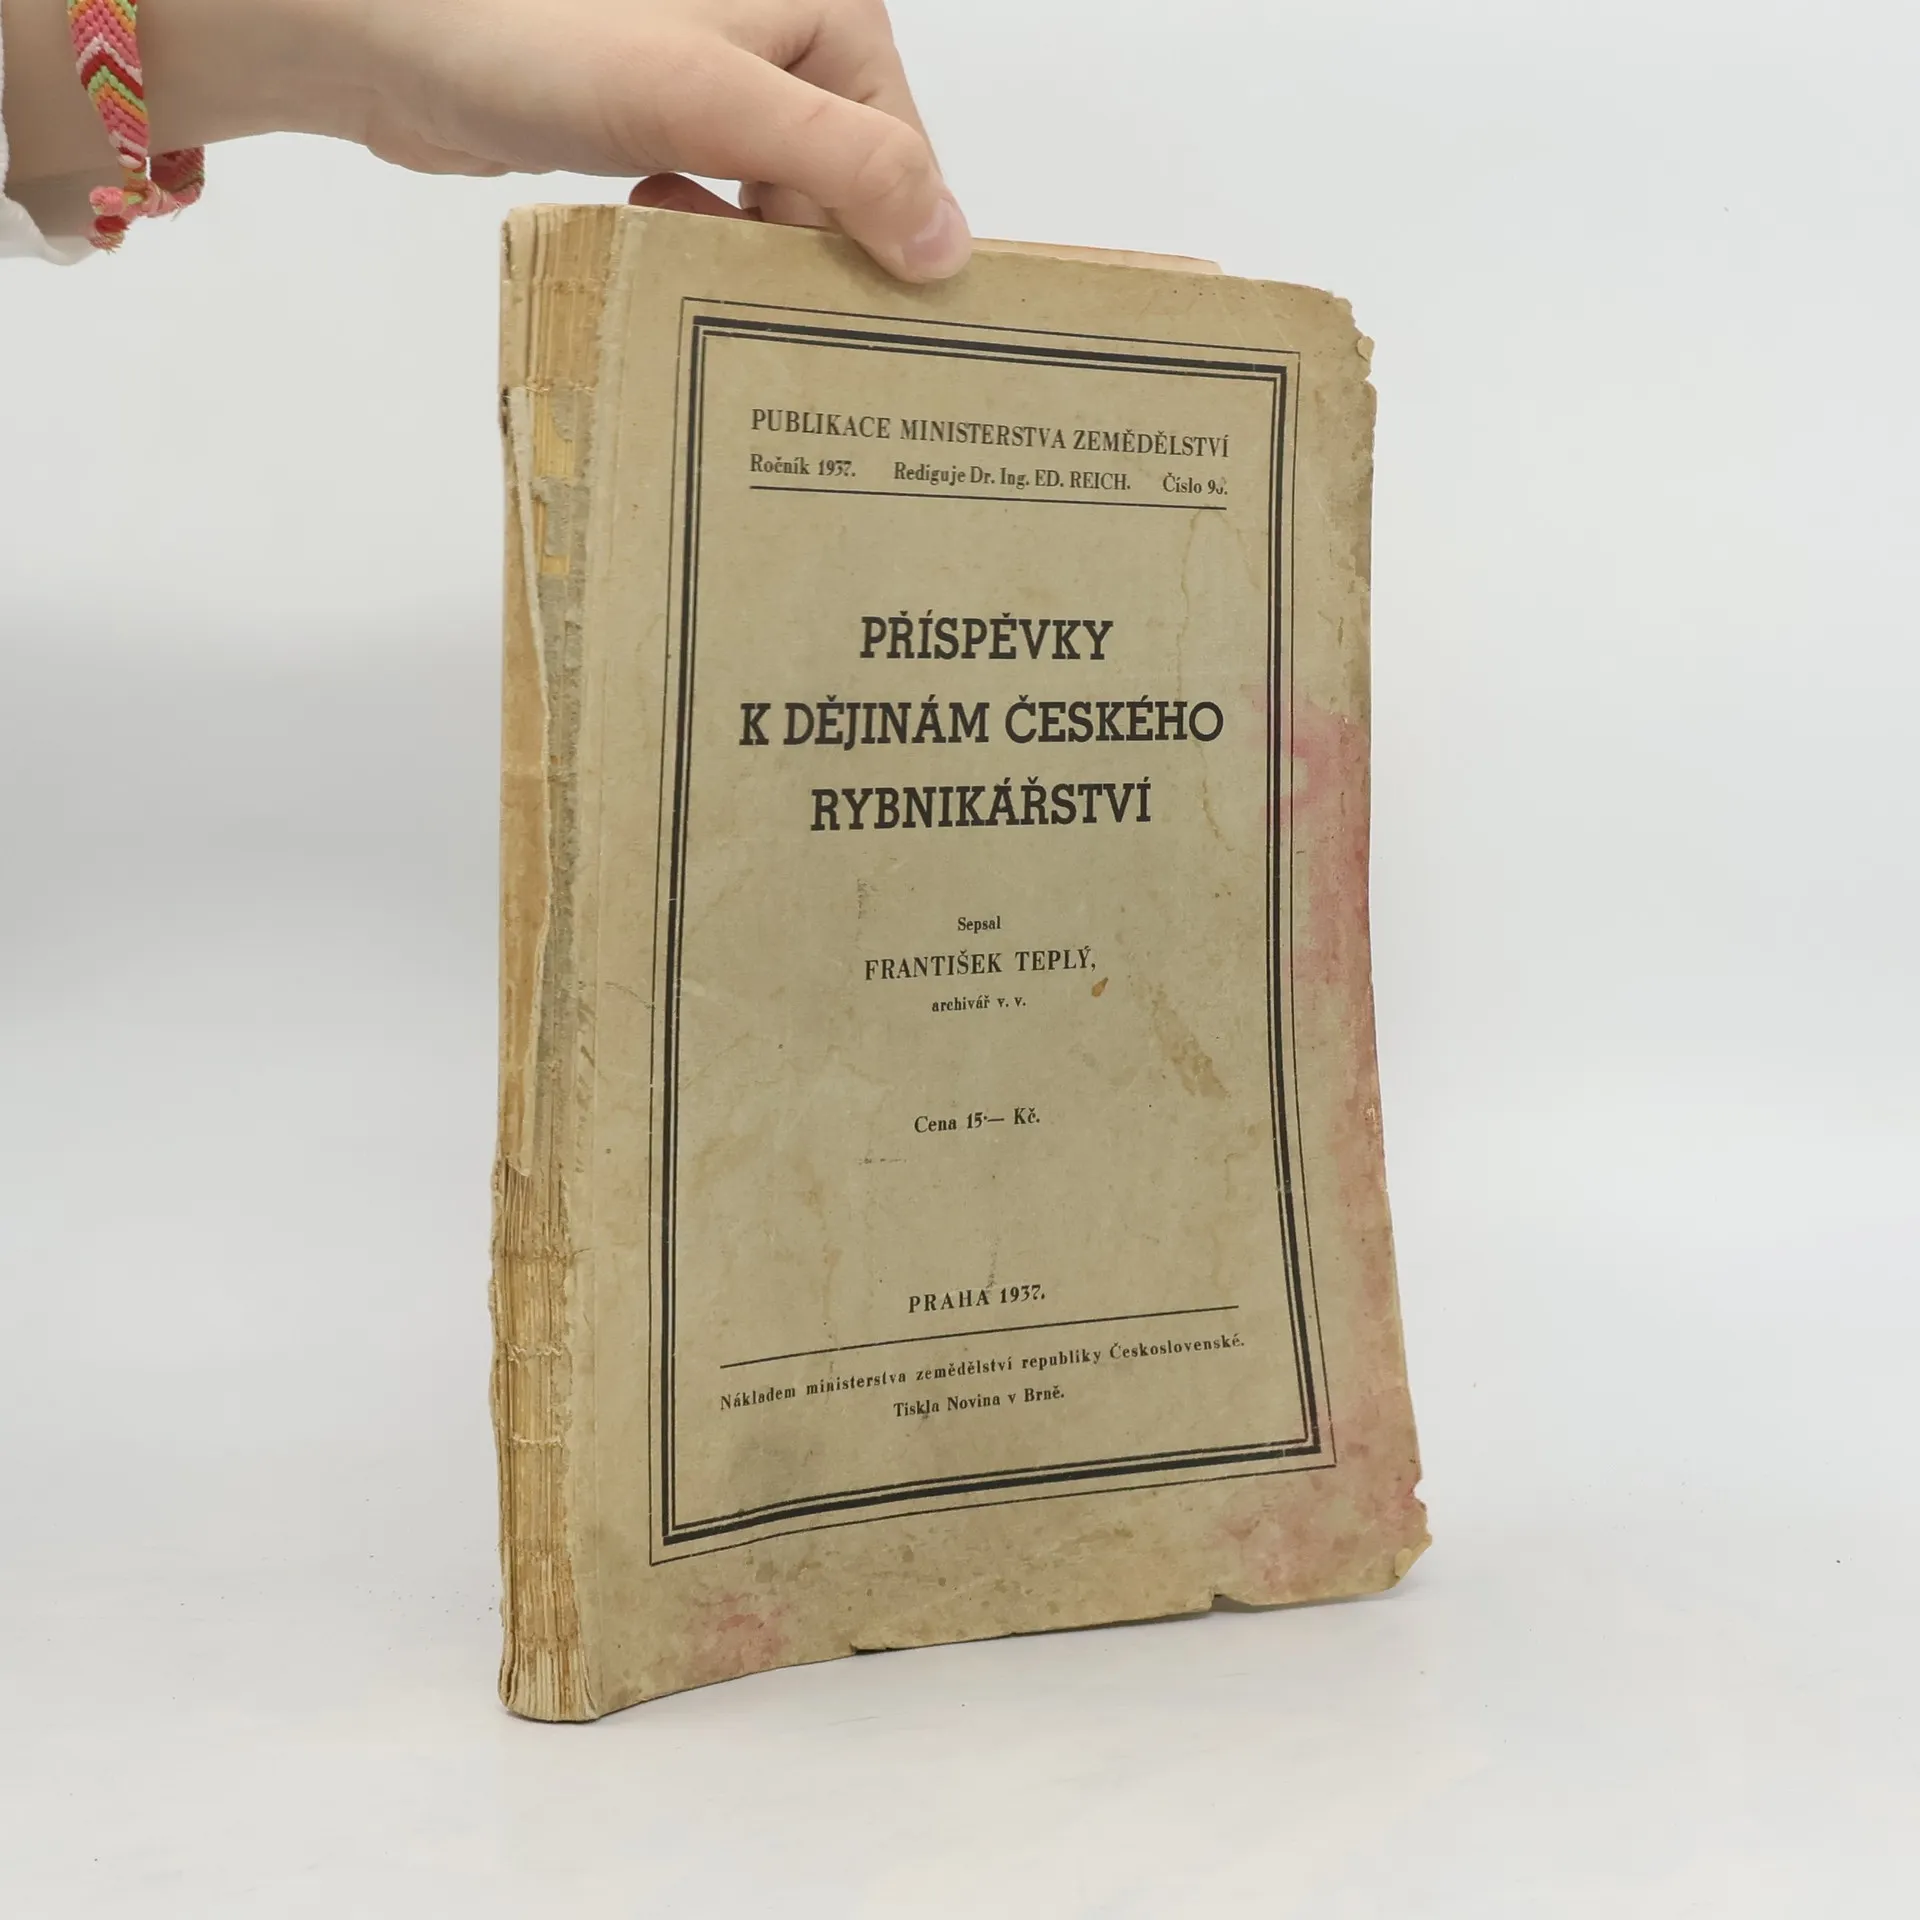 PUBLIKACE MINISTERSTVA ZEMĚDĚLSTVÍ
Ročník 1937. Rediguje Dr. Ing. ED. REICH. Číslo
PŘÍSPĚVKY
K DĚJINÁM ČESKÉHO
RYBNIKÁŘSTVÍ
Sepsal
FRANTIŠEK TEPLÝ,
archivář v. v.
Cena 15·— Kč.
PRAHA 1937.
Nákladem ministerstva zemědělství republiky Československé.
Tiskla Novina v Brně.